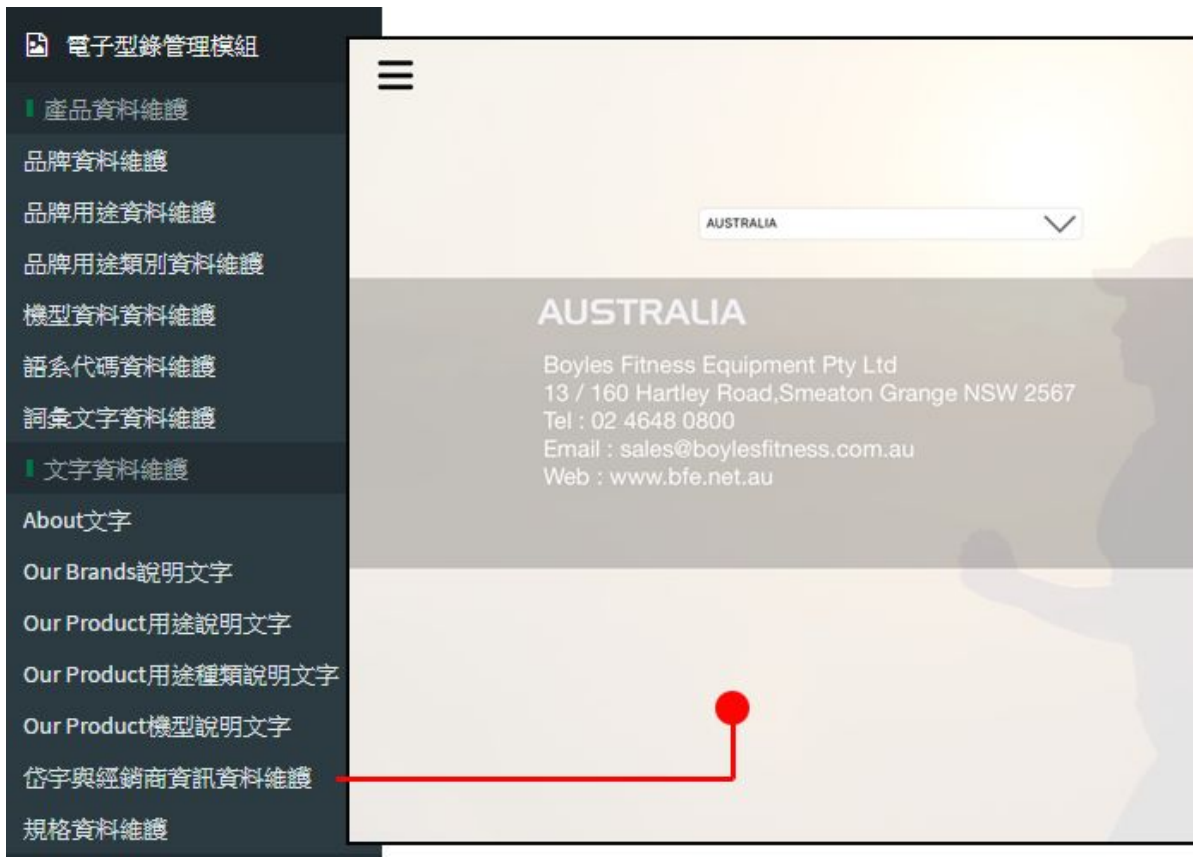 電子型錄管理模組
產品資料維護
品牌資料維護
品牌用途資料維護
品牌用途類別資料維護
機型資料資料維護
語系代碼資料維護
詞彙文字資料維護
文字資料維護
About文字
Our Brands說明文字
Our Product用途說明文字
Our Product用途種類說明文字
Our Product機型說明文字
岱宇與經銷商資訊資料維護
規格資料維護
AUSTRALIA
AUSTRALIA
Boyles Fitness Equipment Pty Ltd
13 / 160 Hartley Road,Smeaton Grange NSW 2567
Tel : 02 4648 0800
Email : sales@boylesfitness.com.au
Web : www.bfe.net.au